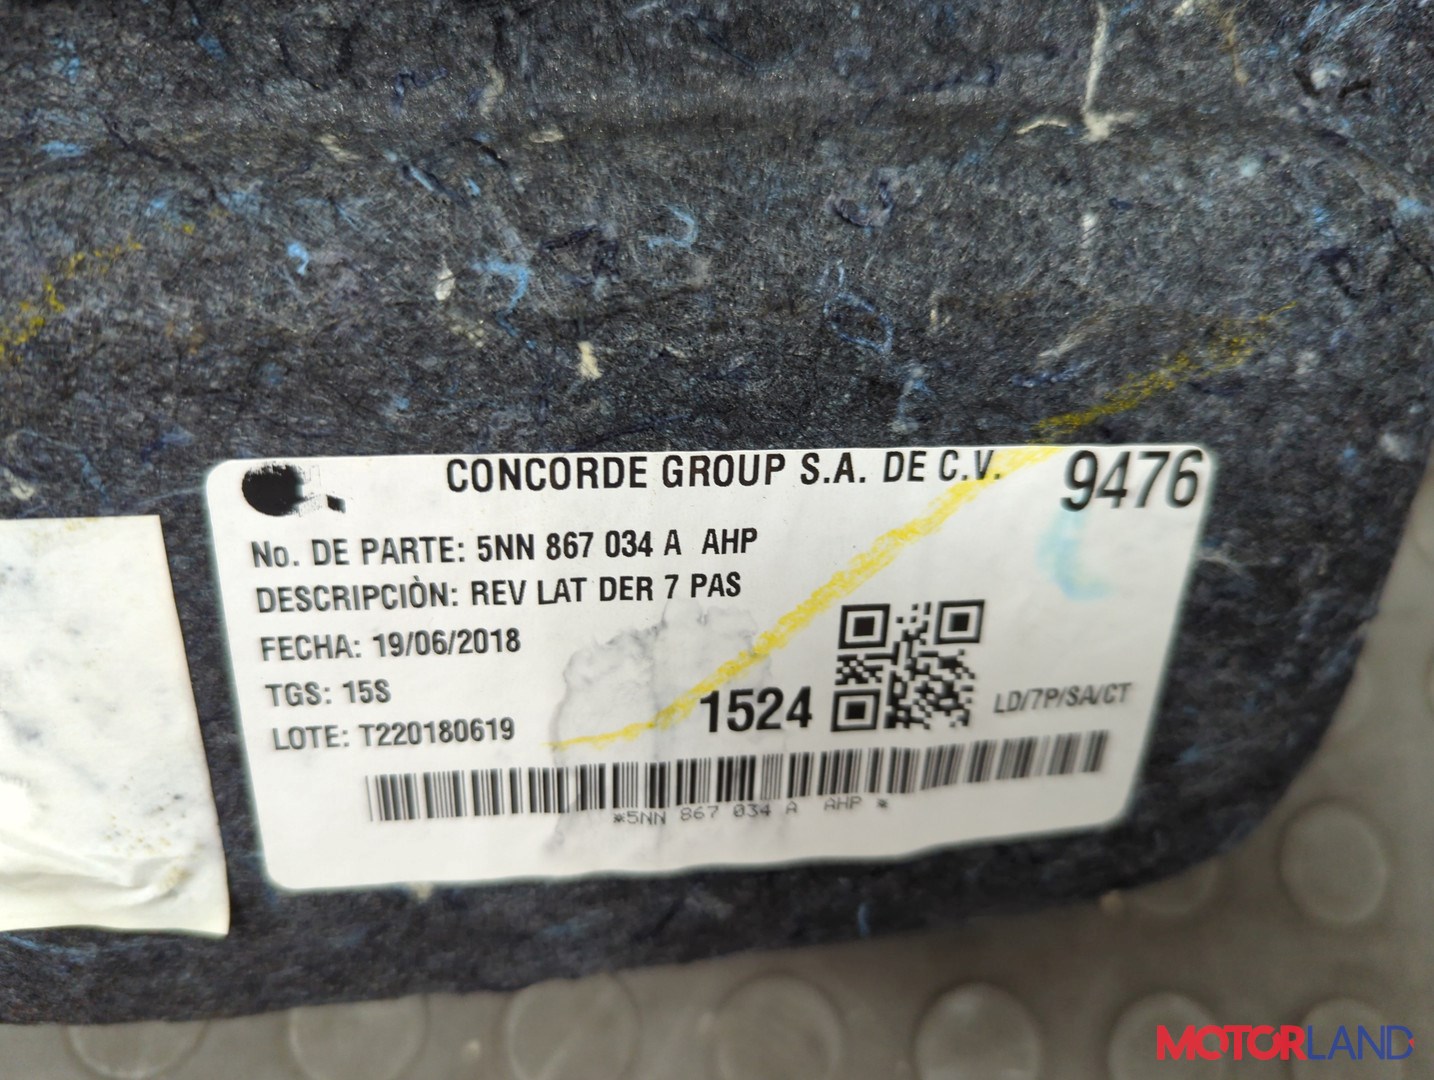 CONCORDE GROUP S.A. DE C.V. 9476
No. DE PARTE: 5NN 867 034 A AHP
DESCRIPCIÒN: REV LAT DER 7 PAS
FECHA: 19/06/2018
TGS: 15S
LOTE: T220180619
1524
LD/7P/SA/CT
*5NN 867 034 A AHP *
MOTORLAND